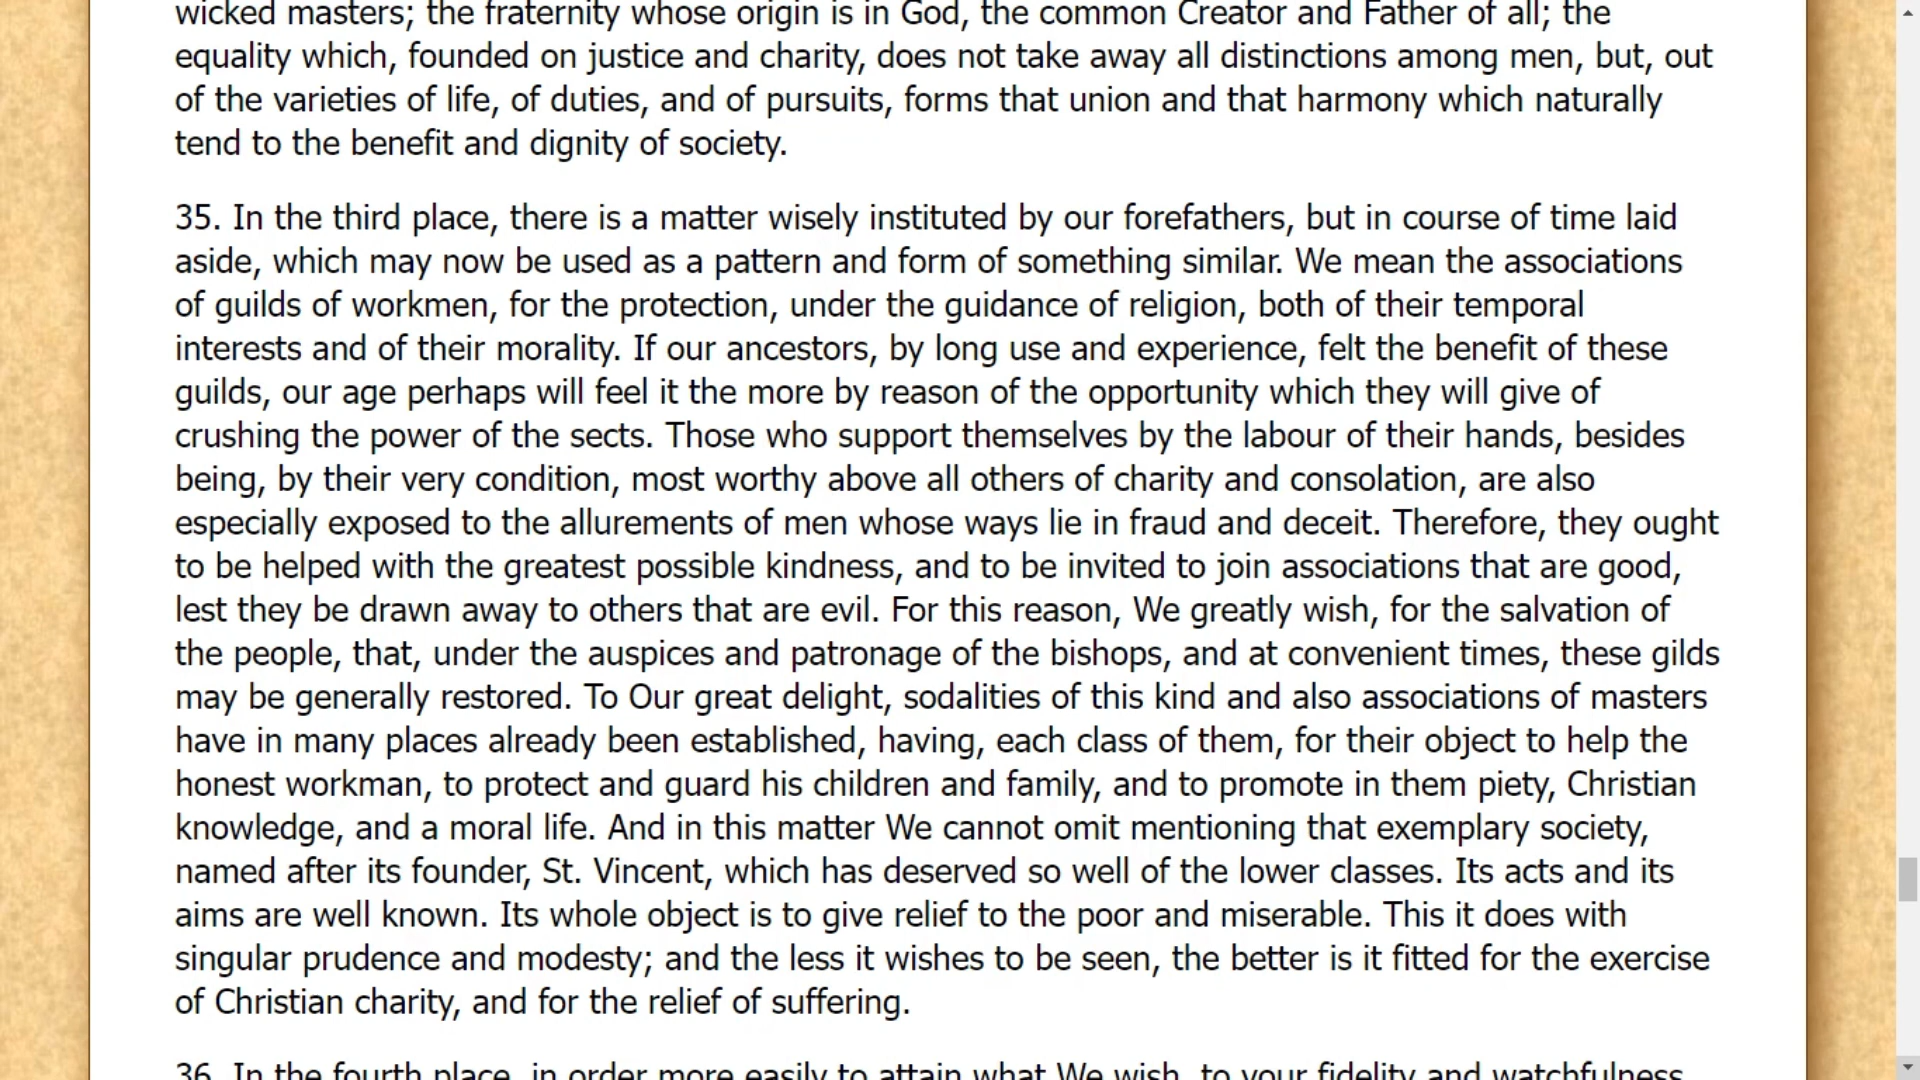 wicked masters; the fraternity whose origin is in God, the common Creator and Father of all; the
equality which, founded on justice and charity, does not take away all distinctions among men, but, out
of the varieties of life, of duties, and of pursuits, forms that union and that harmony which naturally
tend to the benefit and dignity of society.
35. In the third place, there is a matter wisely instituted by our forefathers, but in course of time laid
aside, which may now be used as a pattern and form of something similar. We mean the associations
of guilds of workmen, for the protection, under the guidance of religion, both of their temporal
interests and of their morality. If our ancestors, by long use and experience, felt the benefit of these
guilds, our age perhaps will feel it the more by reason of the opportunity which they will give of
crushing the power of the sects. Those who support themselves by the labour of their hands, besides
being, by their very condition, most worthy above all others of charity and consolation, are also
especially exposed to the allurements of men whose ways lie in fraud and deceit. Therefore, they ought
to be helped with the greatest possible kindness, and to be invited to join associations that are good,
lest they be drawn away to others that are evil. For this reason, We greatly wish, for the salvation of
the people, that, under the auspices and patronage of the bishops, and at convenient times, these gilds
may be generally restored. To Our great delight, sodalities of this kind and also associations of masters
have in many places already been established, having, each class of them, for their object to help the
honest workman, to protect and guard his children and family, and to promote in them piety, Christian
knowledge, and a moral life. And in this matter We cannot omit mentioning that exemplary society,
named after its founder, St. Vincent, which has deserved so well of the lower classes. Its acts and its
aims are well known. Its whole object is to give relief to the poor and miserable. This it does with
singular prudence and modesty; and the less it wishes to be seen, the better is it fitted for the exercise
of Christian charity, and for the relief of suffering.
36. In the fourth place, in order more easily to attain what We wish, to your fidelity and watchfulness